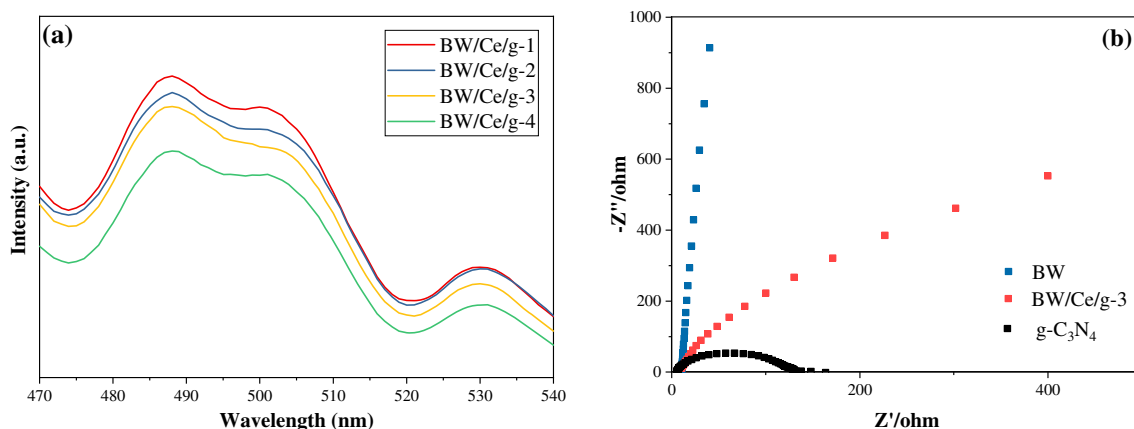 (a)
BW/Ce/g-1
BW/Ce/g-2
BW/Ce/g-3
BW/Ce/g-4
Intensity (a.u.)
470 480 490 500 510 520 530 540
Wavelength (nm)
(b)
-Z''/ohm
1000
800
600
400
200
0
BW
BW/Ce/g-3
g-C₃N₄
0 200 400
Z'/ohm